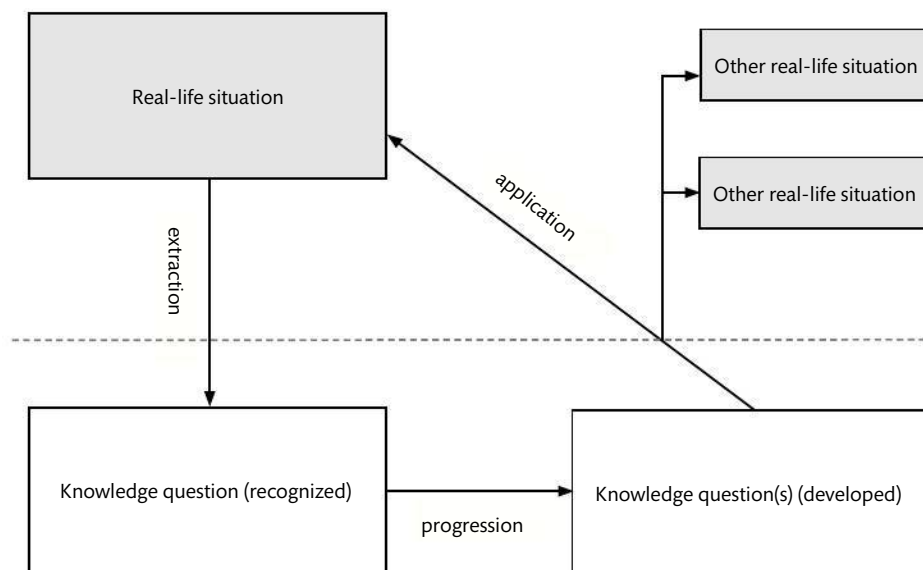 Real-life situation
Other real-life situation
Other real-life situation
application
extraction
Knowledge question (recognized)
progression
Knowledge question(s) (developed)